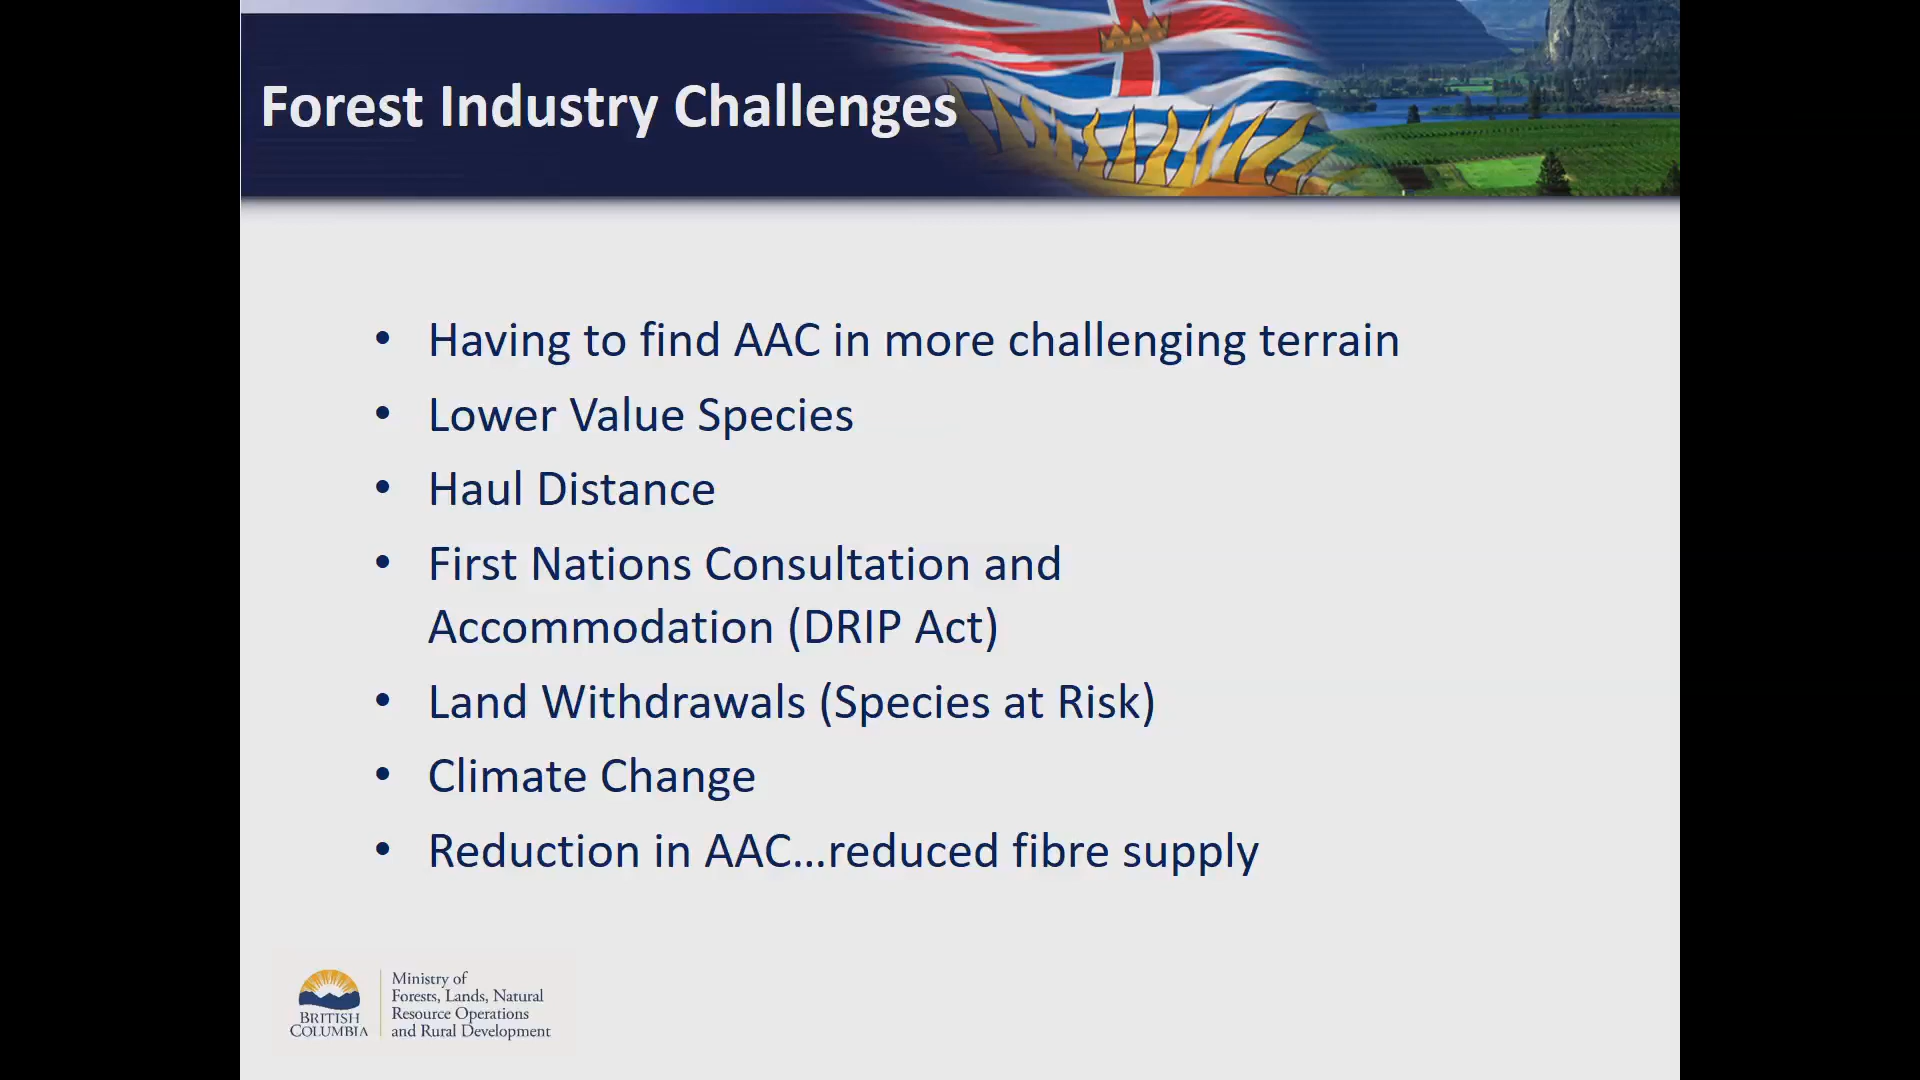 Forest Industry Challenges
• Having to find AAC in more challenging terrain
• Lower Value Species
• Haul Distance
• First Nations Consultation and
Accommodation (DRIP Act)
• Land Withdrawals (Species at Risk)
• Climate Change
• Reduction in AAC…reduced fibre supply
BRITISH
COLUMBIA
Ministry of
Forests, Lands, Natural
Resource Operations
and Rural Development